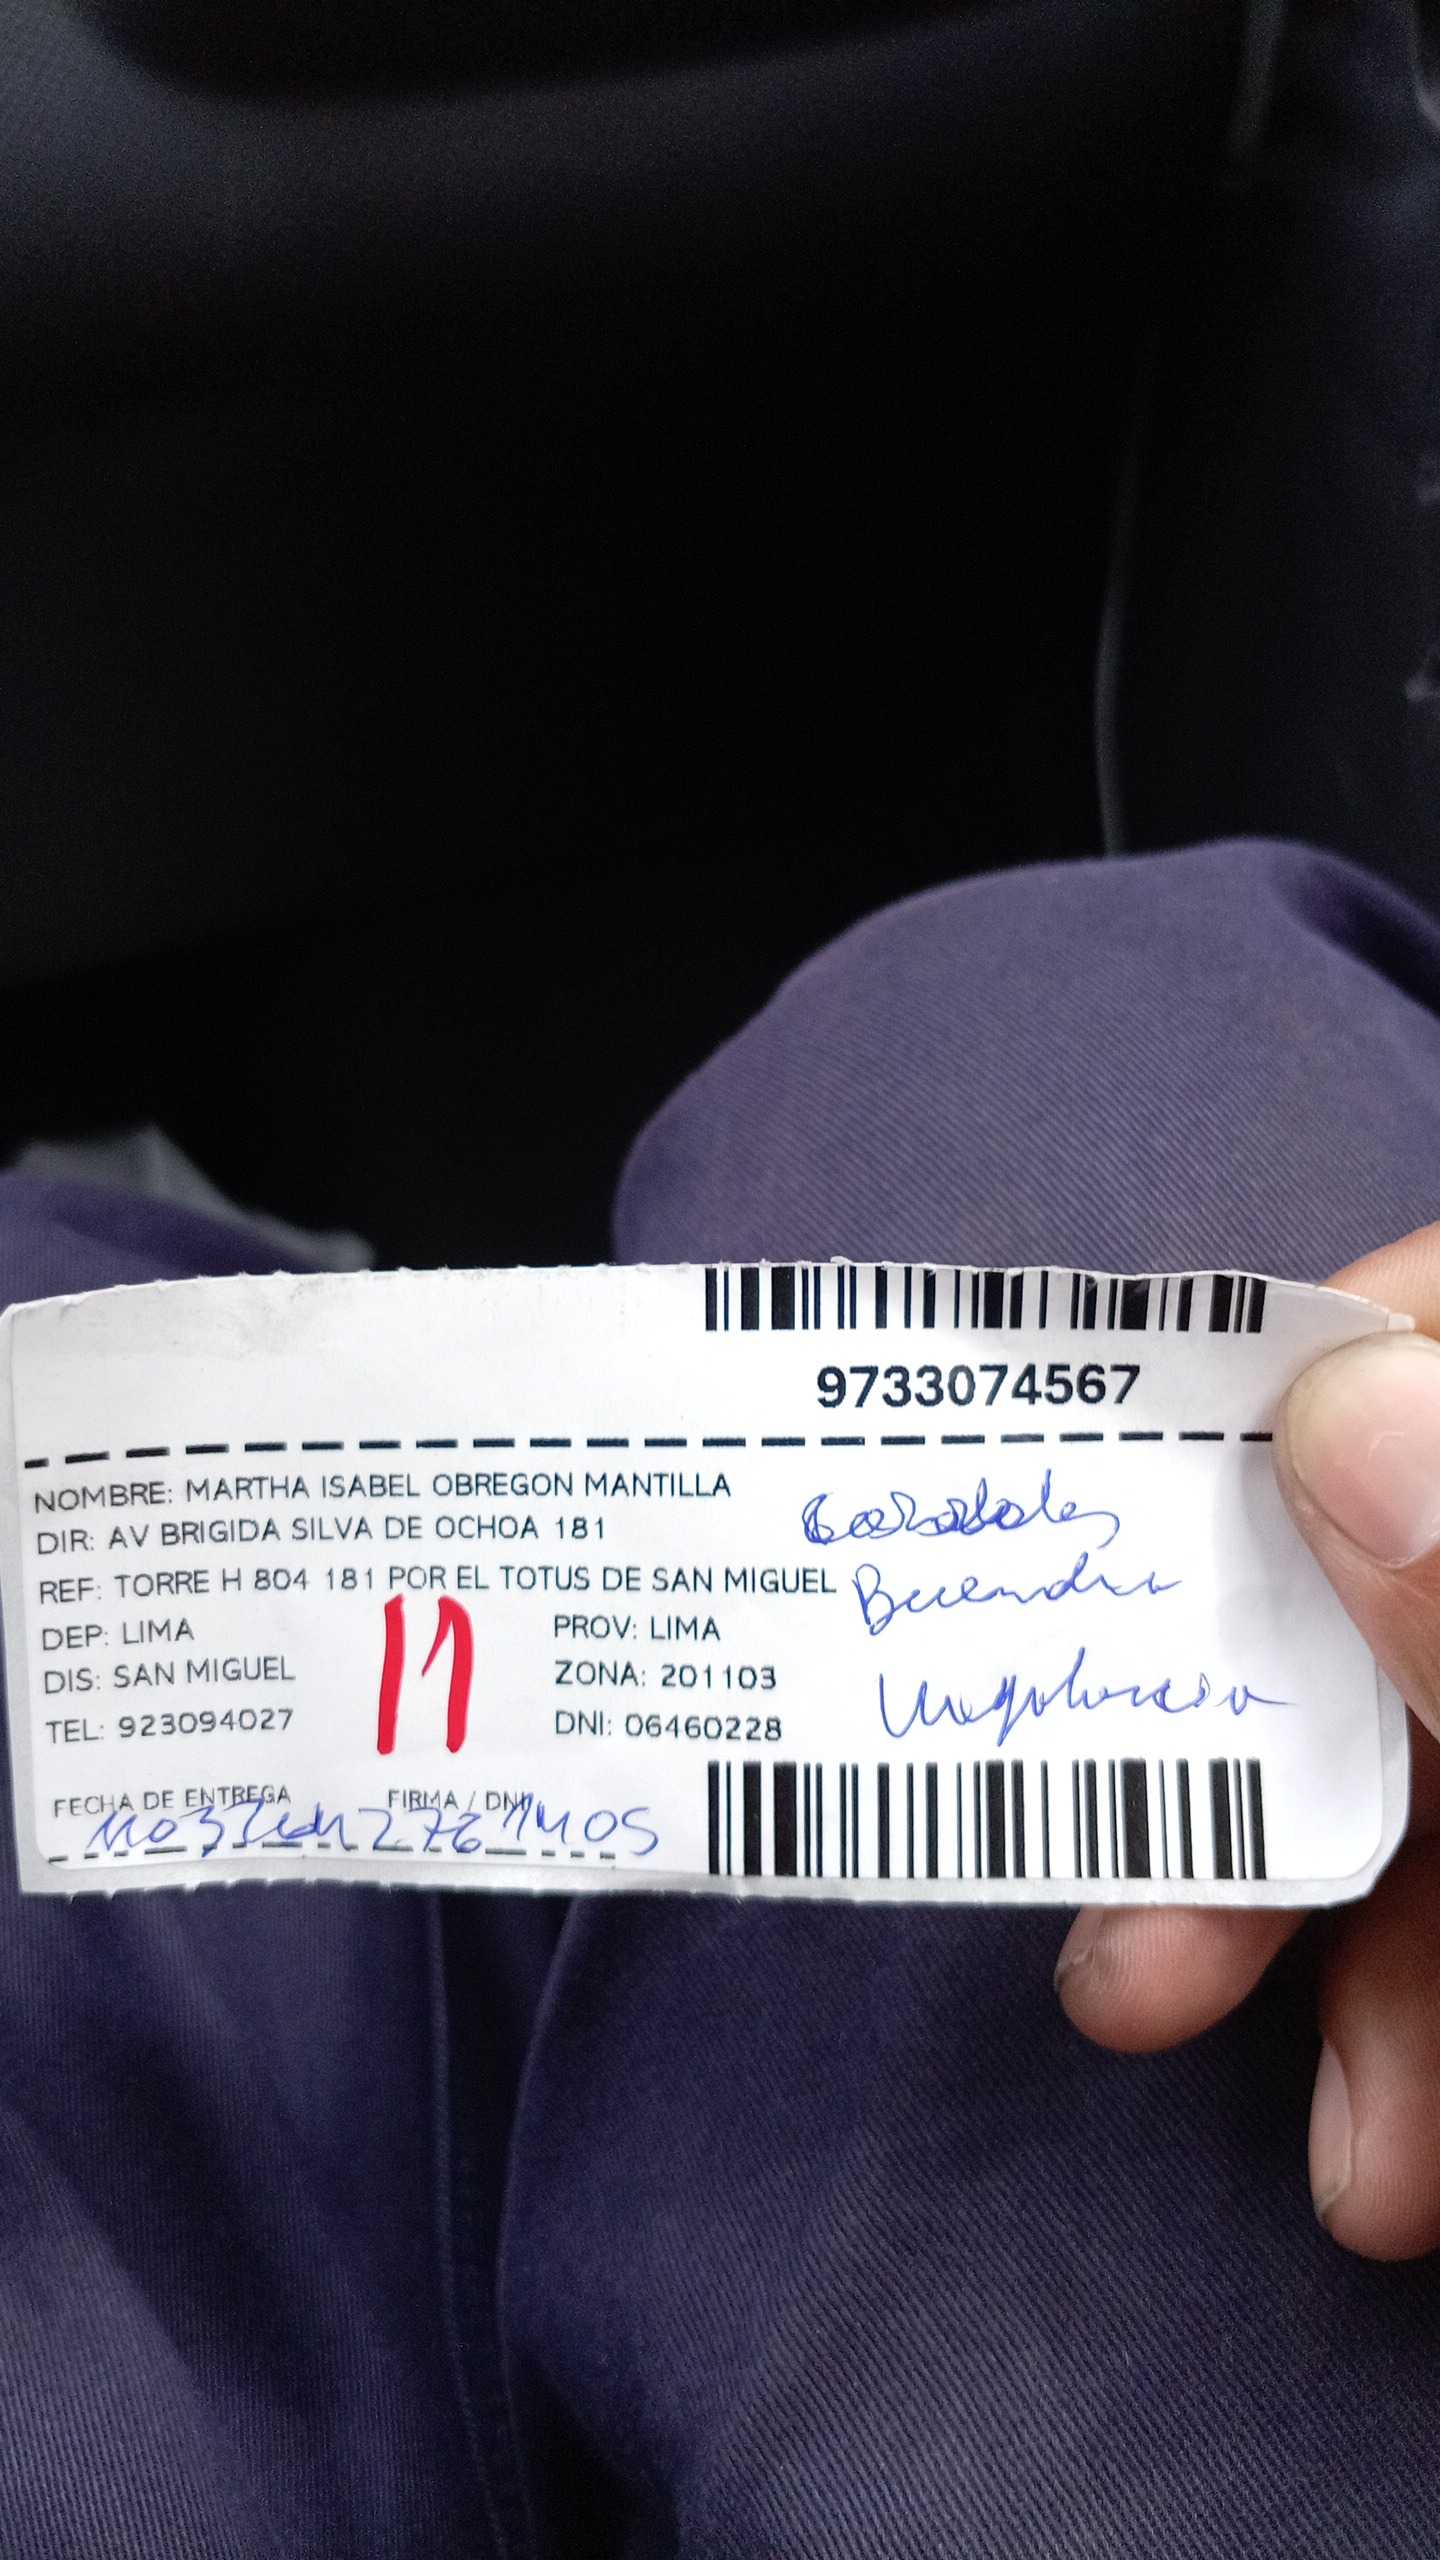 9733074567
NOMBRE: MARTHA ISABEL OBREGON MANTILLA
DIR: AV BRIGIDA SILVA DE OCHOA 181
REF: TORRE H 804 181 POR EL TOTUS DE SAN MIGUEL
DEP: LIMA PROV: LIMA
11
DIS: SAN MIGUEL ZONA: 201103
TEL: 923094027 DNI: 06460228
FECHA DE ENTREGA FIRMA / DNI